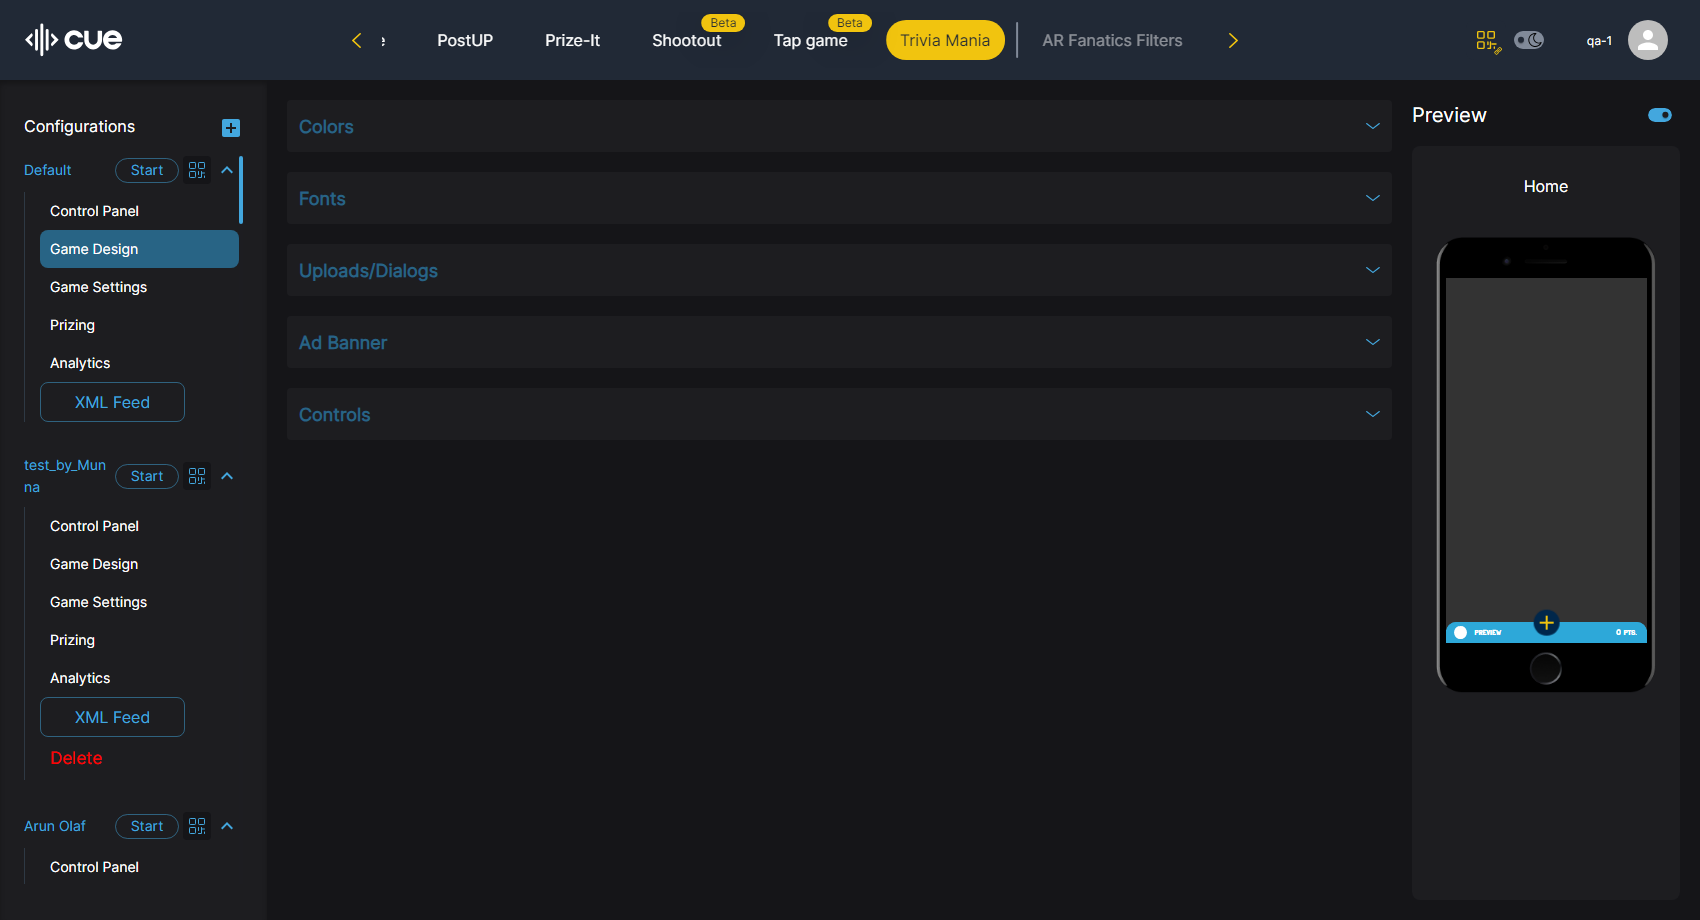 cue
PostUP
Prize-It
Shootout
Beta
Tap game
Beta
Trivia Mania
AR Fanatics Filters
qa-1
Configurations
Default
Start
Control Panel
Game Design
Game Settings
Prizing
Analytics
XML Feed
test_by_Mun
na
Start
Control Panel
Game Design
Game Settings
Prizing
Analytics
XML Feed
Delete
Arun Olaf
Start
Control Panel
Colors
Fonts
Uploads/Dialogs
Ad Banner
Controls
Preview
Home
PREVIEW
0 PTS.